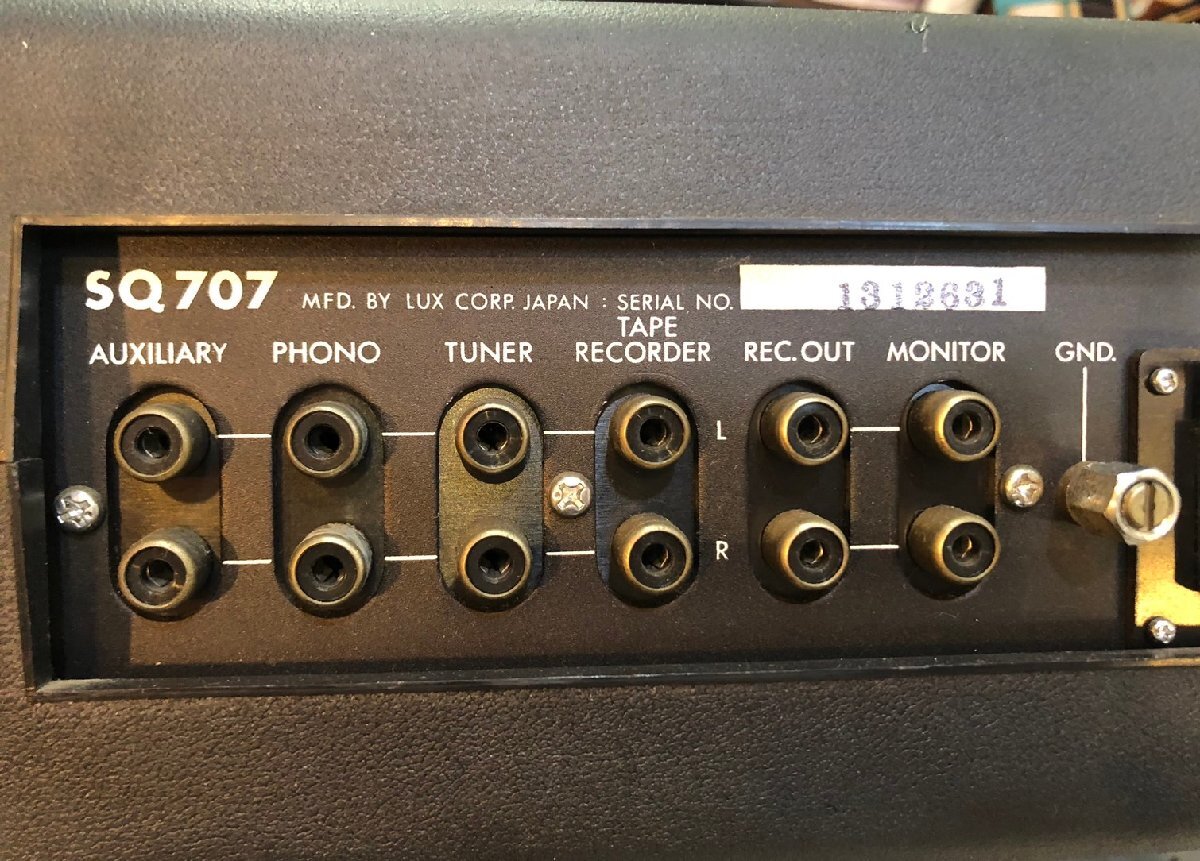 SQ 707 MFD. BY LUX CORP. JAPAN : SERIAL NO. 1312631
AUXILIARY PHONO TUNER TAPE RECORDER REC. OUT MONITOR GND.
L
R